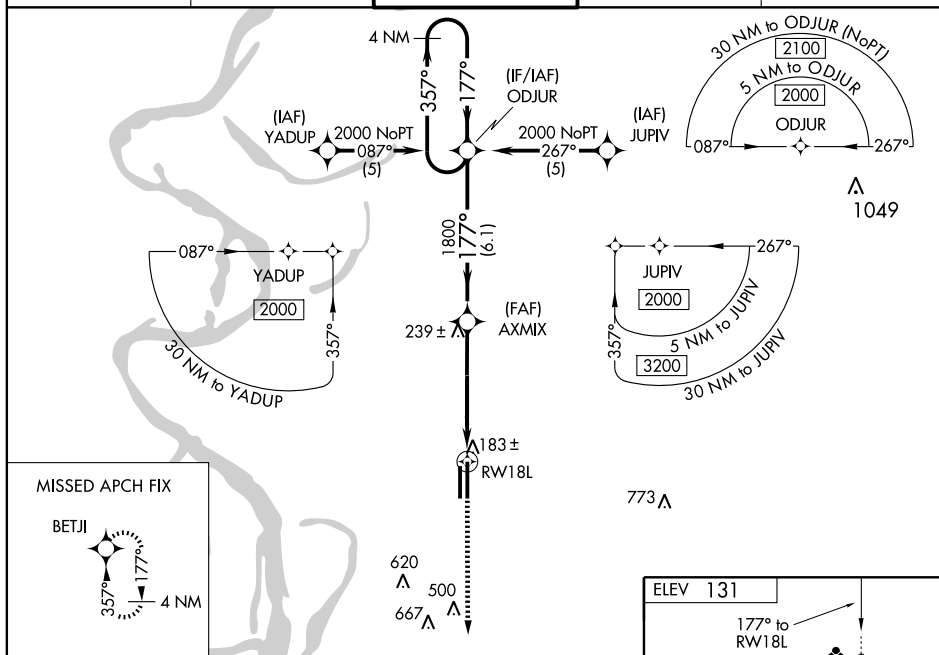 4 NM
357°
177°
(IF/IAF)
ODJUR
(IAF)
YADUP
2000 NoPT
087°
(5)
2000 NoPT
267°
(5)
(IAF)
JUPIV
30 NM to ODJUR (NoPT)
2100
5 NM to ODJUR
2000
ODJUR
087°
267°
1049
1800
177°
(6.1)
087°
YADUP
2000
357°
30 NM to YADUP
267°
JUPIV
2000
357°
5 NM to JUPIV
3200
30 NM to JUPIV
(FAF)
AXMIX
239 ±
183 ±
RW18L
MISSED APCH FIX
BETJI
357°
177°
4 NM
773
620
500
667
ELEV 131
177° to
RW18L